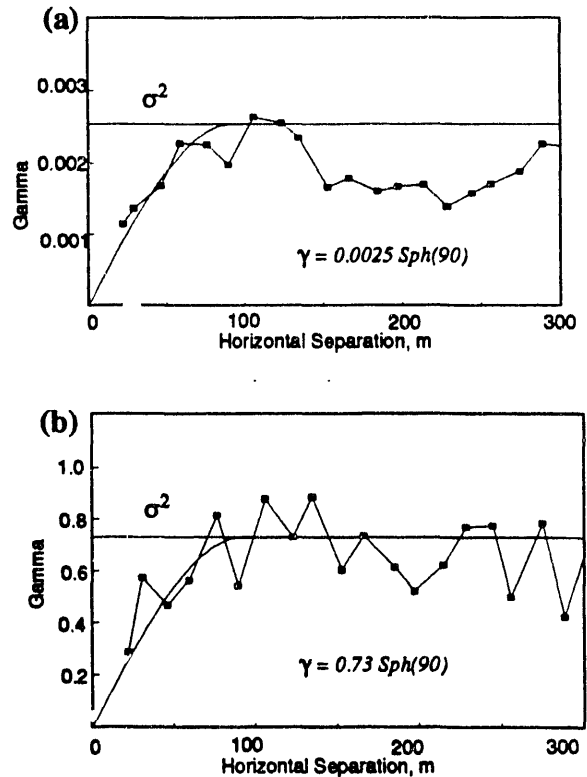 (a)
0.003
σ²
0.002
Gamma
0.001
γ = 0.0025 Sph(90)
0 100 200 300
Horizontal Separation, m
(b)
1.0
σ²
0.8
0.6
Gamma
0.4
γ = 0.73 Sph(90)
0.2
0 100 200 300
Horizontal Separation, m